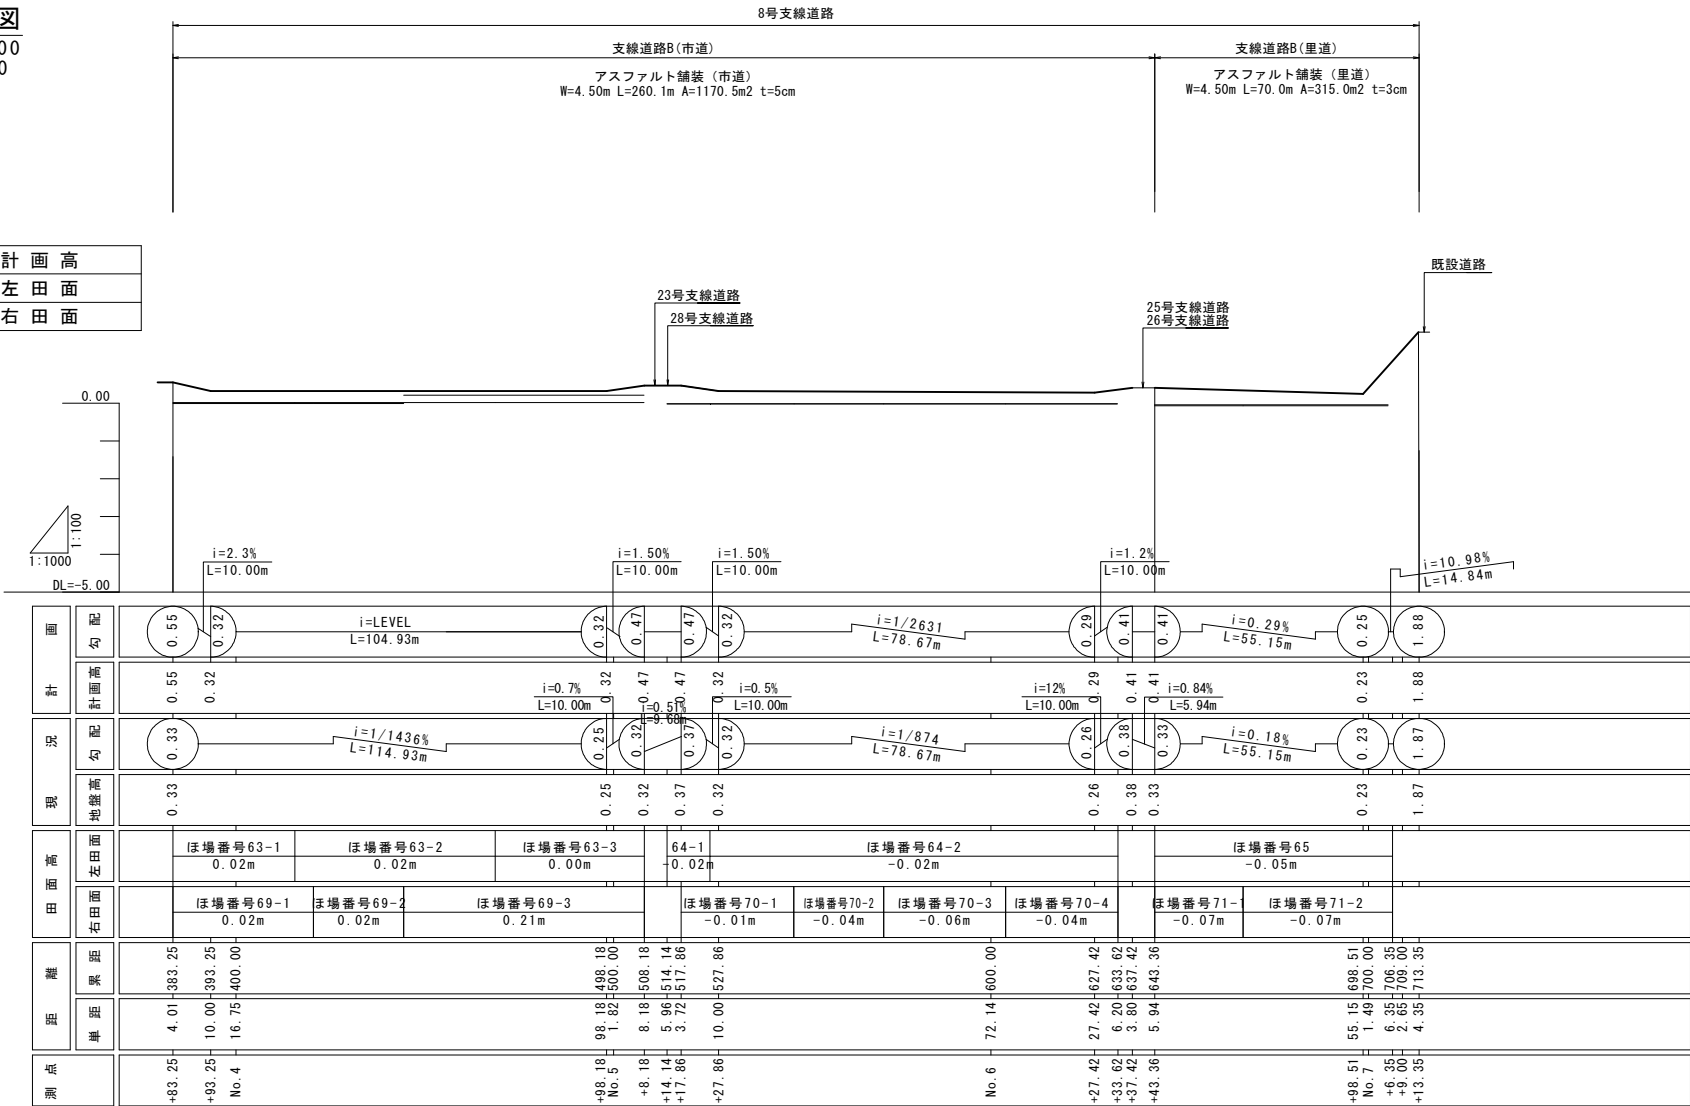 図
00
0
8号支線道路
支線道路B(市道)
支線道路B(里道)
アスファルト舗装（市道）
W=4.50m L=260.1m A=1170.5m2 t=5cm
アスファルト舗装（里道）
W=4.50m L=70.0m A=315.0m2 t=3cm
計画高
左田面
右田面
既設道路
23号支線道路
28号支線道路
25号支線道路
26号支線道路
0.00
1:100
1:1000
DL=-5.00
i=2.3%
L=10.00m
i=1.50%
L=10.00m
i=1.50%
L=10.00m
i=1.2%
L=10.00m
i=10.98%
L=14.84m
計画
勾配
0.55
0.32
i=LEVEL
L=104.93m
0.32
0.47
0.47
0.32
i=1/2631
L=78.67m
0.29
0.41
0.41
i=0.29%
L=55.15m
0.25
1.88
計画高
0.55
0.32
0.32
0.47
0.47
0.32
0.29
0.41
0.41
0.23
1.88
i=0.7%
L=10.00m
i=0.51%
L=9.68m
i=0.5%
L=10.00m
i=12%
L=10.00m
i=0.84%
L=5.94m
現況
勾配
0.33
i=1/1436%
L=114.93m
0.25
0.32
0.37
0.32
i=1/874
L=78.67m
0.26
0.38
0.33
i=0.18%
L=55.15m
0.23
1.87
地盤高
0.33
0.25
0.32
0.37
0.32
0.26
0.38
0.33
0.23
1.87
田面高
左田面
ほ場番号63-1
0.02m
ほ場番号63-2
0.02m
ほ場番号63-3
0.00m
64-1
-0.02m
ほ場番号64-2
-0.02m
ほ場番号65
-0.05m
右田面
ほ場番号69-1
0.02m
ほ場番号69-2
0.02m
ほ場番号69-3
0.21m
ほ場番号70-1
-0.01m
ほ場番号70-2
-0.04m
ほ場番号70-3
-0.06m
ほ場番号70-4
-0.04m
ほ場番号71-1
-0.07m
ほ場番号71-2
-0.07m
距離
累距
383.25
393.25
400.00
498.18
500.00
508.18
514.14
517.86
527.86
600.00
627.42
633.62
637.42
643.36
698.51
700.00
706.35
709.00
713.35
単距
4.01
10.00
16.75
98.18
1.82
8.18
5.96
3.72
10.00
72.14
27.42
6.20
3.80
5.94
55.15
1.49
6.35
2.65
4.35
測点
+83.25
+93.25
No.4
+98.18
No.5
+8.18
+14.14
+17.86
+27.86
No.6
+27.42
+33.62
+37.42
+43.36
+98.51
No.7
+6.35
+9.00
+13.35